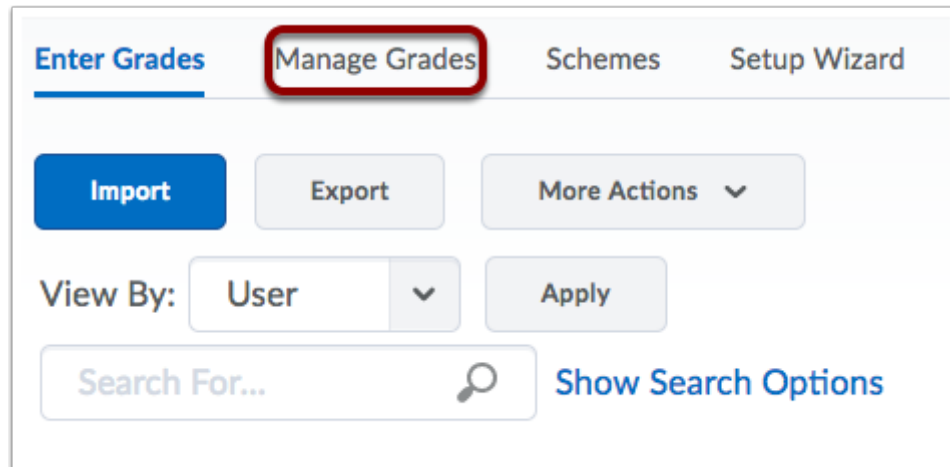 Enter Grades Manage Grades Schemes Setup Wizard
Import Export More Actions
View By: User Apply
Search For... Show Search Options